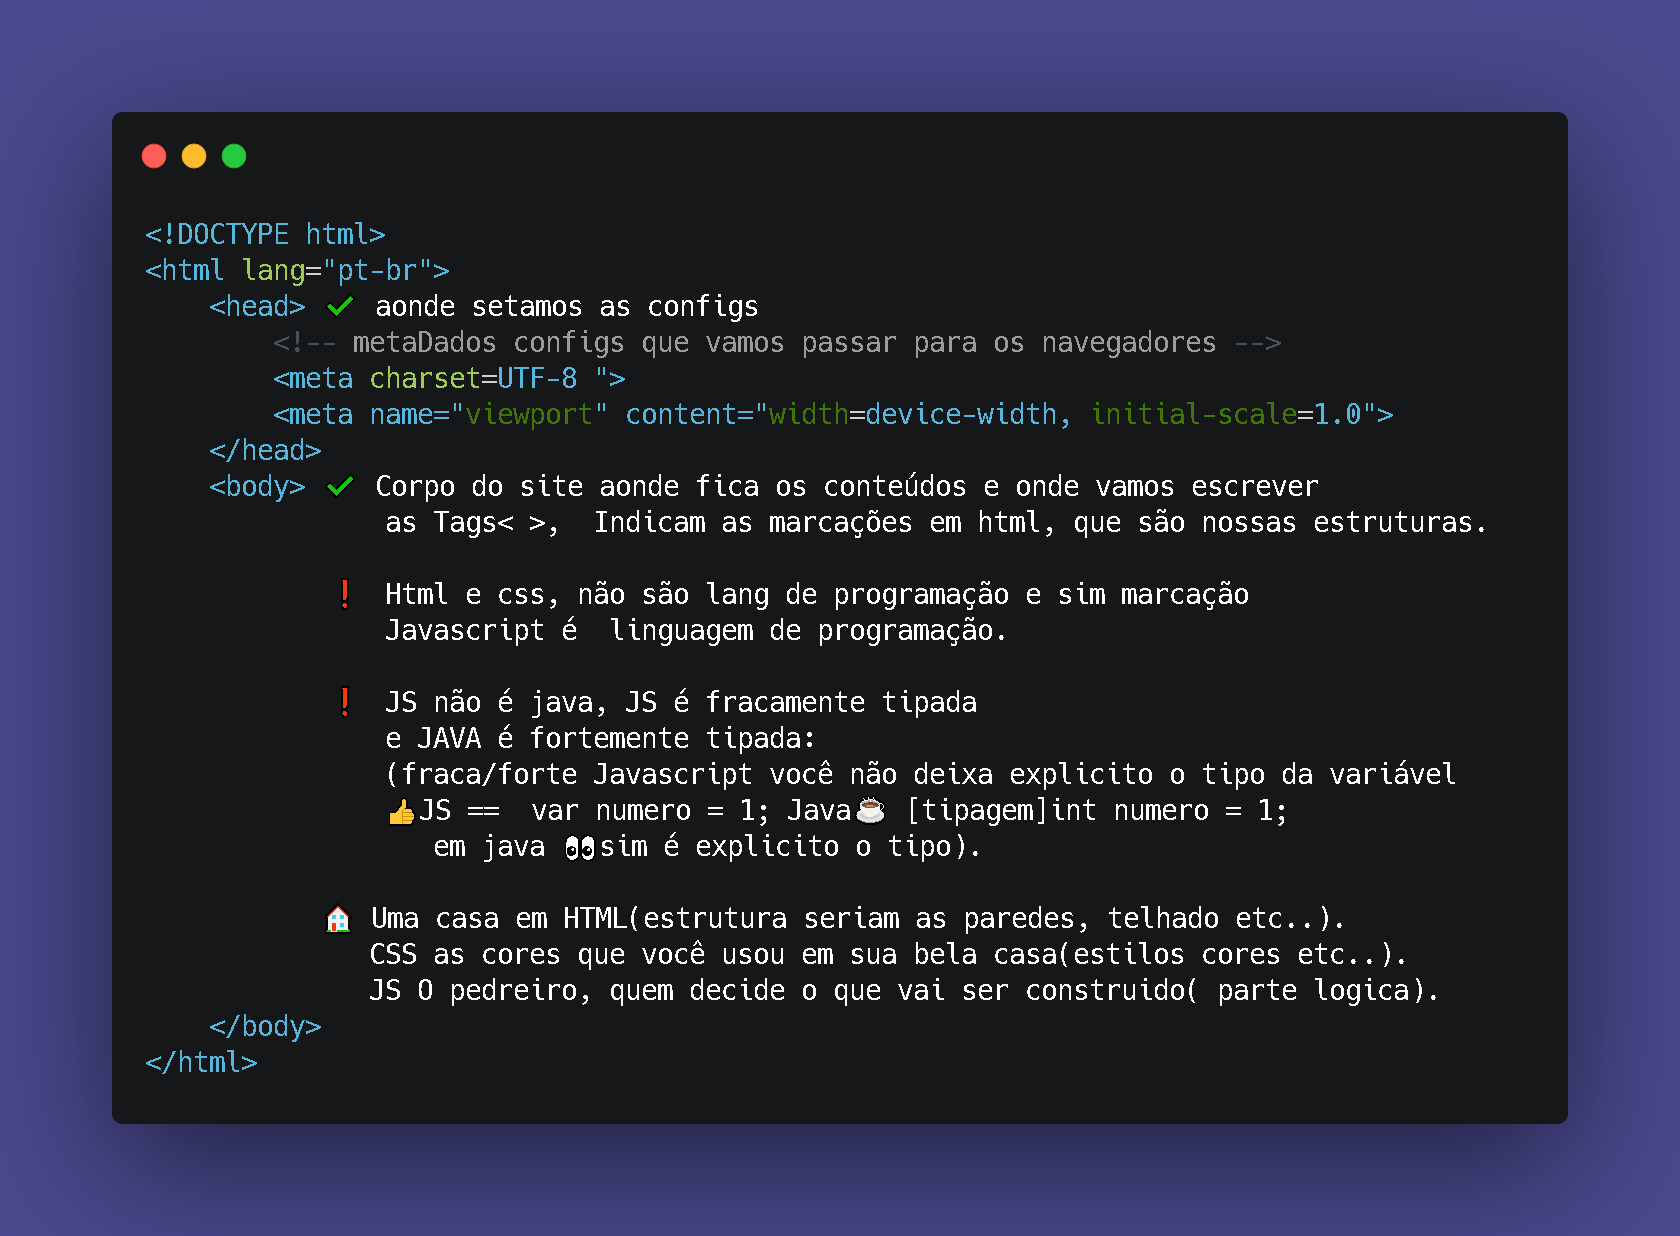 <!DOCTYPE html>
<html lang="pt-br">
<head> ✔ aonde setamos as configs
<!-- metaDados configs que vamos passar para os navegadores -->
<meta charset=UTF-8 ">
<meta name="viewport" content="width=device-width, initial-scale=1.0">
</head>
<body> ✔ Corpo do site aonde fica os conteúdos e onde vamos escrever
as Tags< >,  Indicam as marcações em html, que são nossas estruturas.
❗ Html e css, não são lang de programação e sim marcação
Javascript é  linguagem de programação.
❗ JS não é java, JS é fracamente tipada
e JAVA é fortemente tipada:
(fraca/forte Javascript você não deixa explicito o tipo da variável
👍JS ==  var numero = 1; Java☕ [tipagem]int numero = 1;
em java 👀sim é explicito o tipo).
🏠 Uma casa em HTML(estrutura seriam as paredes, telhado etc..).
CSS as cores que você usou em sua bela casa(estilos cores etc..).
JS O pedreiro, quem decide o que vai ser construido( parte logica).
</body>
</html>